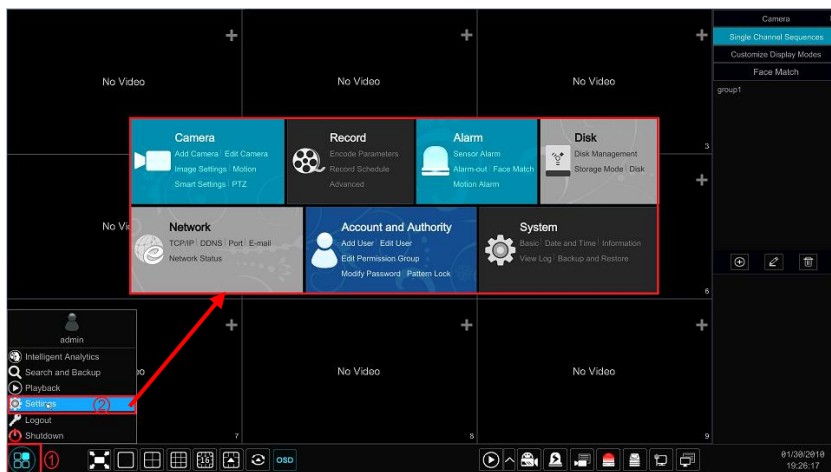 Camera
Single Channel Sequences
Customize Display Modes
Face Match
group1
No Video
No Video
No Video
3
Camera
Add Camera Edit Camera
Image Settings Motion
Smart Settings PTZ
Record
Encode Parameters
Record Schedule
Advanced
Alarm
Sensor Alarm
Alarm-out Face Match
Motion Alarm
Disk
Disk Management
Storage Mode Disk
No Vi
Network
TCP/IP DDNS Port E-mail
Network Status
Account and Authority
Add User Edit User
Edit Permission Group
Modify Password Pattern Lock
System
Basic Date and Time Information
View Log Backup and Restore
6
admin
Intelligent Analytics
Search and Backup
Playback
Settings ②
Logout
Shutdown
eo
No Video
No Video
7
8
9
① 16 OSD
01/30/2010
19:26:17